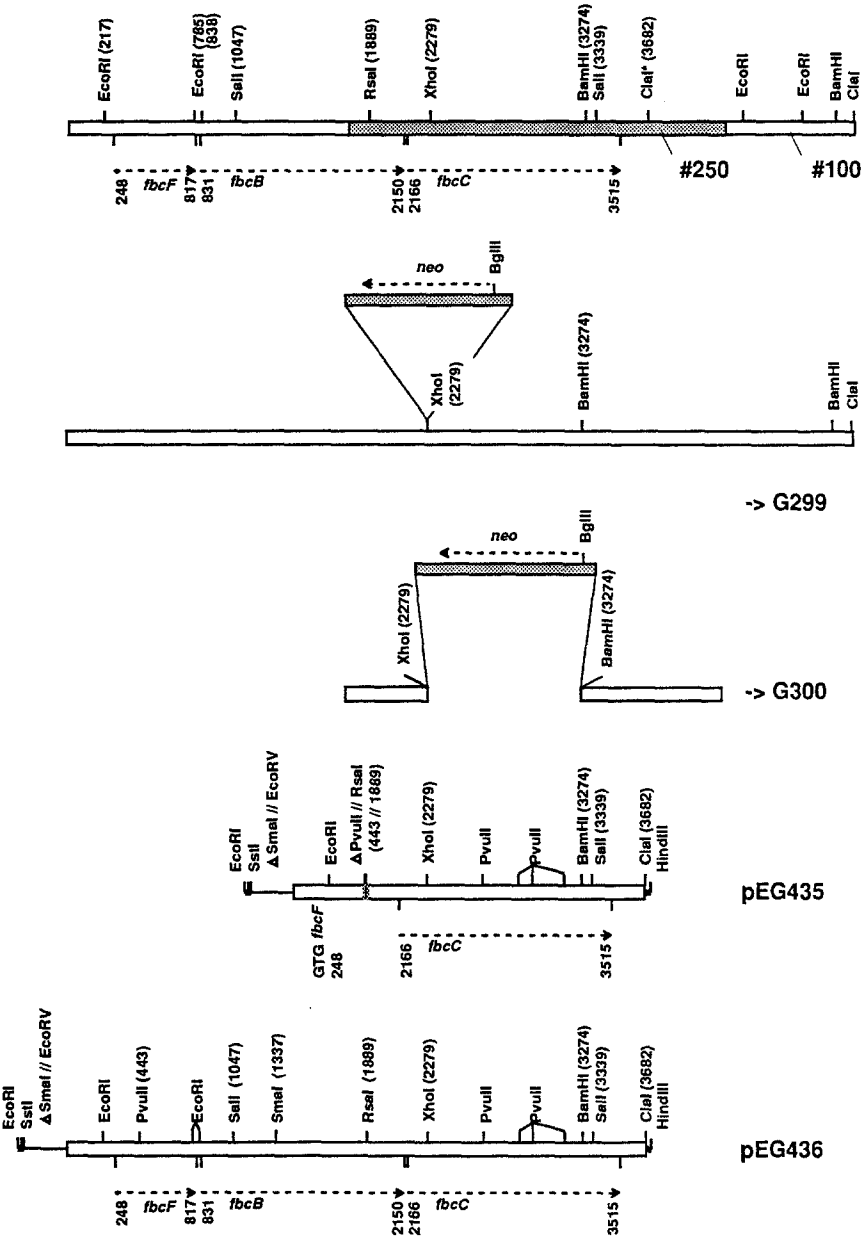 EcoRI (217)
EcoRI (785)
(838)
SalI (1047)
RsaI (1889)
XhoI (2279)
BamHI (3274)
SalI (3339)
ClaI* (3682)
EcoRI
EcoRI
BamHI
ClaI
248
fbcF
817
831
fbcB
2150
2166
fbcC
3515
#250
#100
neo
BglII
XhoI
(2279)
BamHI (3274)
BamHI
ClaI
-> G299
neo
BglII
XhoI (2279)
BamHI
(3274)
-> G300
EcoRI
SstI
Δ SmaI // EcoRV
EcoRI
Δ PvuII // RsaI
(443 // 1889)
XhoI (2279)
PvuII
PvuII
BamHI (3274)
SalI (3339)
ClaI (3682)
HindIII
GTG fbcF
248
2166
fbcC
3515
pEG435
EcoRI
SstI
Δ SmaI // EcoRV
EcoRI
PvuII (443)
EcoRI
SalI (1047)
SmaI (1337)
RsaI (1889)
XhoI (2279)
PvuII
PvuII
BamHI (3274)
SalI (3339)
ClaI (3682)
HindIII
248
fbcF
817
831
fbcB
2150
2166
fbcC
3515
pEG436